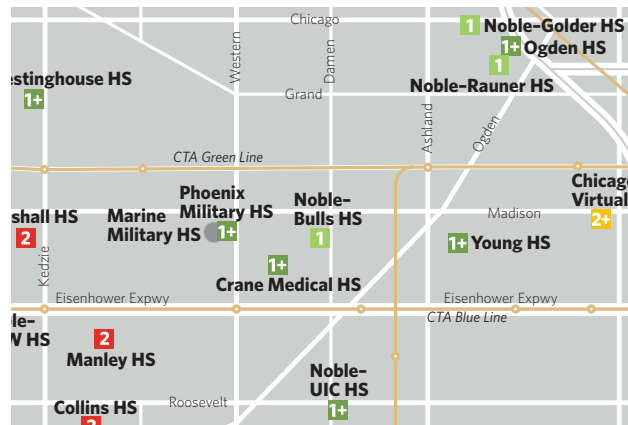 Chicago
1 Noble–Golder HS
1+ Ogden HS
1
Noble–Rauner HS
Western
Damen
estinghouse HS
1+
Grand
Ashland
Ogden
CTA Green Line
Phoenix
Military HS
1+
Marine
Military HS
Noble–
Bulls HS
1
Madison
Chicago
Virtual
2+
shall HS
2
1+ Young HS
1+
Crane Medical HS
Kedzie
Eisenhower Expwy
Eisenhower Expwy
CTA Blue Line
le–
W HS
2
Manley HS
Noble–
UIC HS
1+
Roosevelt
Collins HS
2